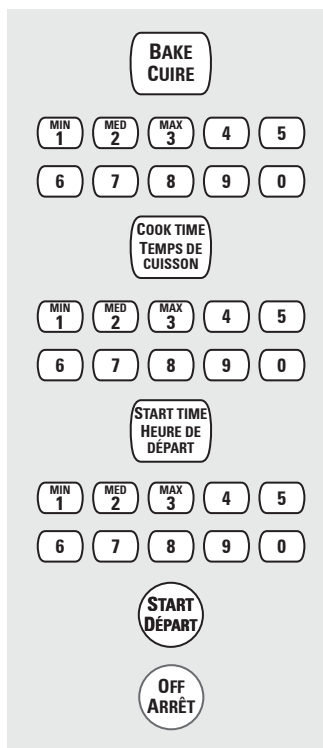 BAKE
CUIRE
MIN MED MAX
1 2 3 4 5
6 7 8 9 0
COOK TIME
TEMPS DE
CUISSON
MIN MED MAX
1 2 3 4 5
6 7 8 9 0
START TIME
HEURE DE
DÉPART
MIN MED MAX
1 2 3 4 5
6 7 8 9 0
START
DÉPART
OFF
ARRÊT